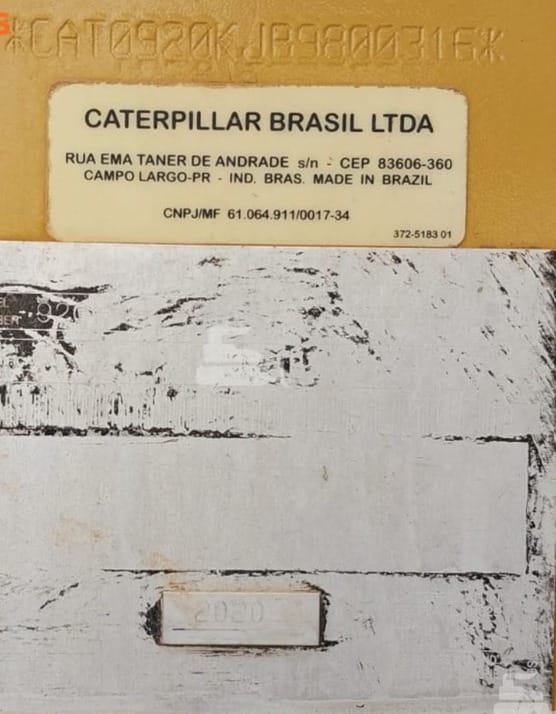 *CAT0920KJB9800316*
CATERPILLAR BRASIL LTDA
RUA EMA TANER DE ANDRADE s/n - CEP 83606-360
CAMPO LARGO-PR - IND. BRAS. MADE IN BRAZIL
CNPJ/MF 61.064.911/0017-34
372-5183 01
920
2020